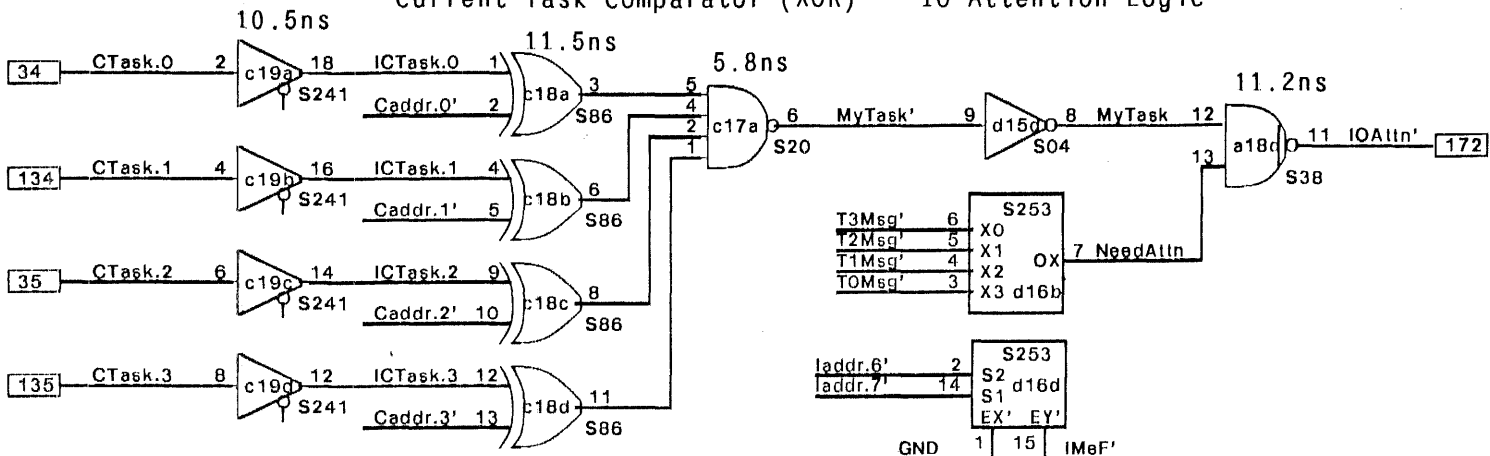 Current Task Comparator (XOR) IO Attention Logic
10.5ns
11.5ns
5.8ns
11.2ns
34 CTask.0 2 c19a 18 ICTask.0 1 c18a 3
S241
Caddr.0' 2
S86
134 CTask.1 4 c19b 16 ICTask.1 4 c18b 6
S241
Caddr.1' 5
S86
35 CTask.2 6 c19c 14 ICTask.2 9 c18c 8
S241
Caddr.2' 10
S86
135 CTask.3 8 c19d 12 ICTask.3 12 c18d 11
S241
Caddr.3' 13
S86
5
4
2
1
c17a 6 MyTask' 9 d15d 8 MyTask 12
S20
S04
13 a18d 11 IOAttn' 172
S38
S253
T3Msg' 6 X0
T2Msg' 5 X1
T1Msg' 4 X2
T0Msg' 3 X3
OX 7 NeedAttn
d16b
S253
Iaddr.6' 2 S2
Iaddr.7' 14 S1
d16d
EX' EY'
GND 1 15 IMeF'